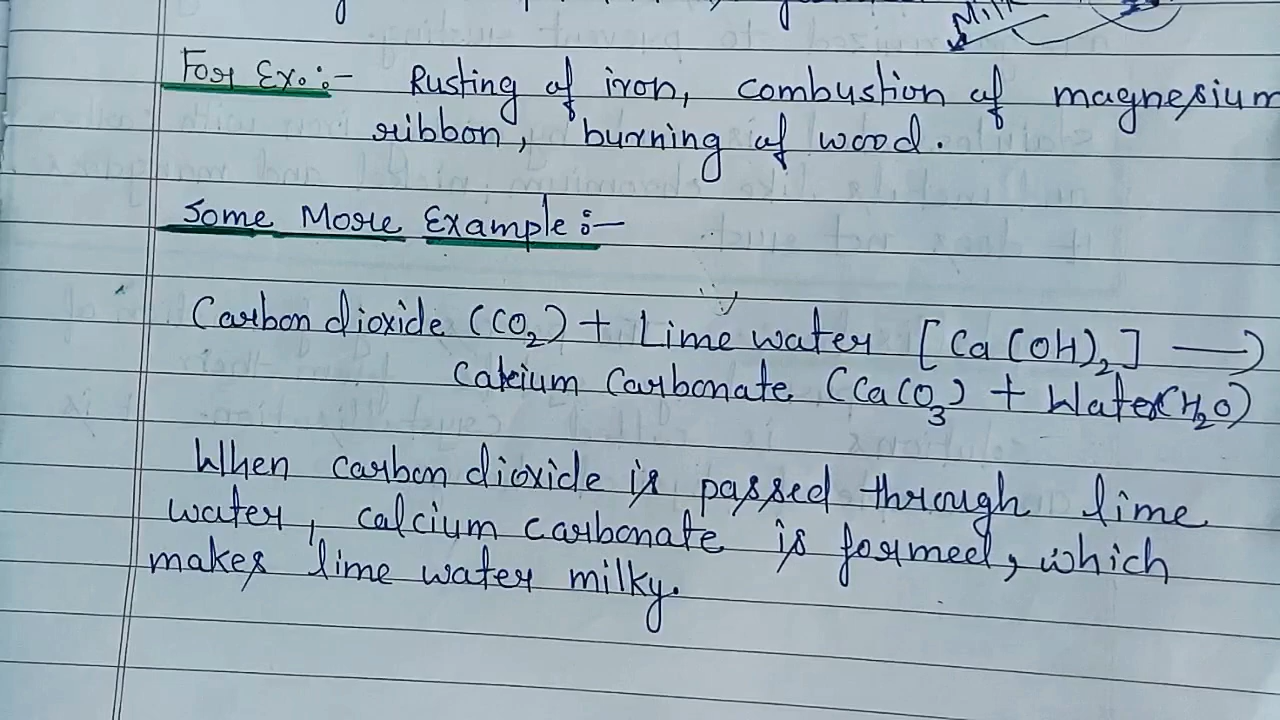 Milk
For Ex.:- Rusting of iron, combustion of magnesium
ribbon, burning of wood.
Some More Example:-
Carbon dioxide (CO₂) + Lime water [Ca(OH)₂] →
Calcium Carbonate (CaCO₃) + Water(H₂O)
When carbon dioxide is passed through lime
water, calcium carbonate is formed, which
makes lime water milky.